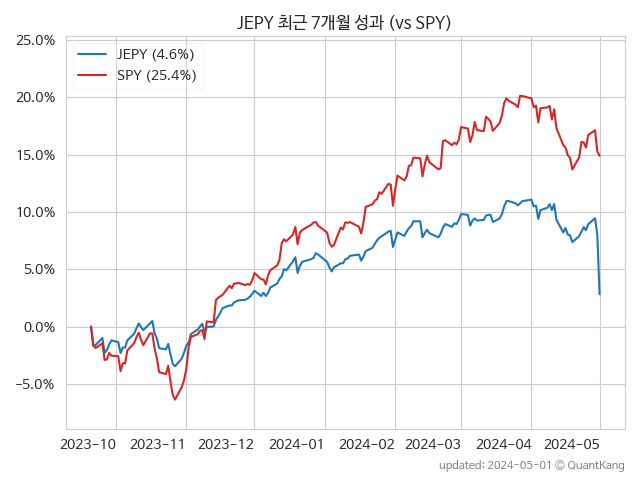 JEPY 최근 7개월 성과 (vs SPY)
25.0%
JEPY (4.6%)
SPY (25.4%)
20.0%
15.0%
10.0%
5.0%
0.0%
−5.0%
2023-10 2023-11 2023-12 2024-01 2024-02 2024-03 2024-04 2024-05
updated: 2024-05-01 © QuantKang